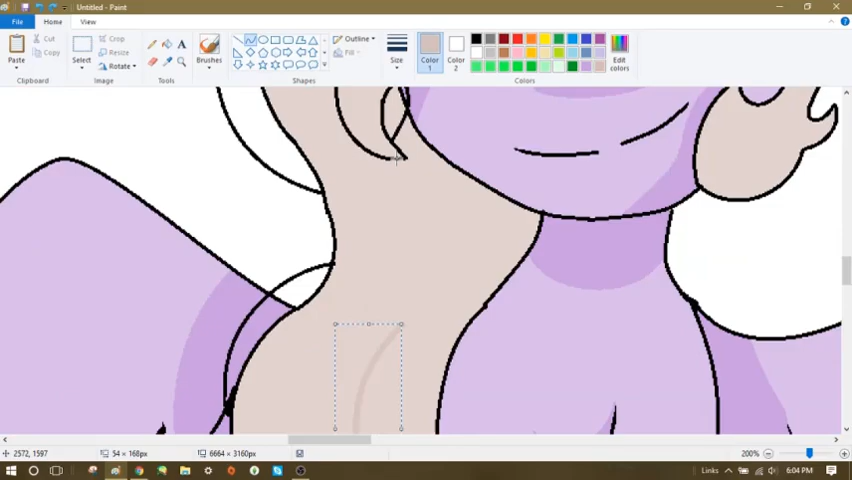 Untitled - Paint
File
Home
View
Paste
Cut
Copy
Clipboard
Select
Crop
Resize
Rotate
Image
A
Tools
Brushes
Outline
Fill
Shapes
Size
Color
1
Color
2
Edit
colors
Colors
2572, 1597
54 × 168px
6664 × 3160px
200%
Links
6:04 PM